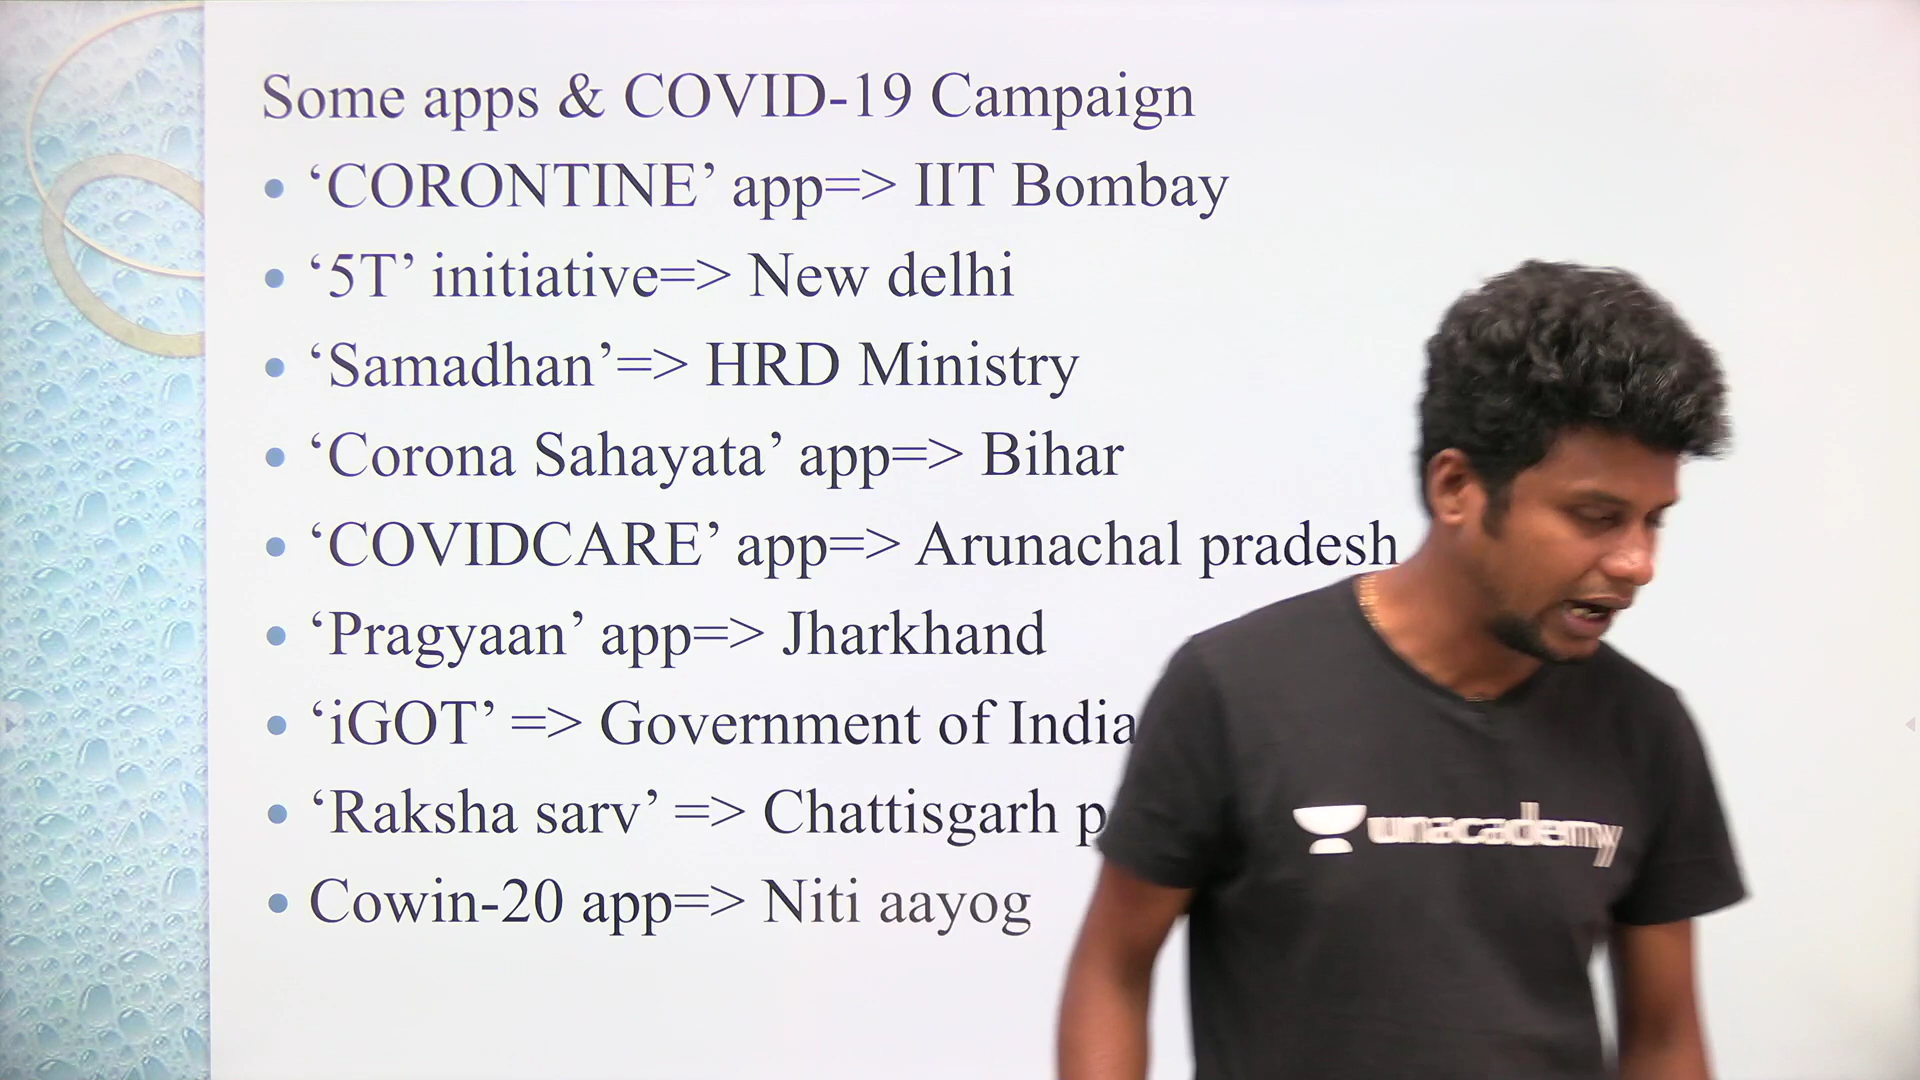 Some apps & COVID-19 Campaign
‘CORONTINE’ app=> IIT Bombay
‘5T’ initiative=> New delhi
‘Samadhan’=> HRD Ministry
‘Corona Sahayata’ app=> Bihar
‘COVIDCARE’ app=> Arunachal pradesh
‘Pragyaan’ app=> Jharkhand
‘iGOT’ => Government of India
‘Raksha sarv’ => Chattisgarh
Cowin-20 app=> Niti aayog
unacademy